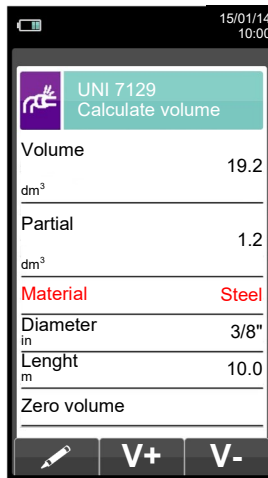 15/01/14
10:00
UNI 7129
Calculate volume
Volume
19.2
dm³
Partial
1.2
dm³
Material Steel
Diameter
in
3/8"
Lenght
m
10.0
Zero volume
V+ V-